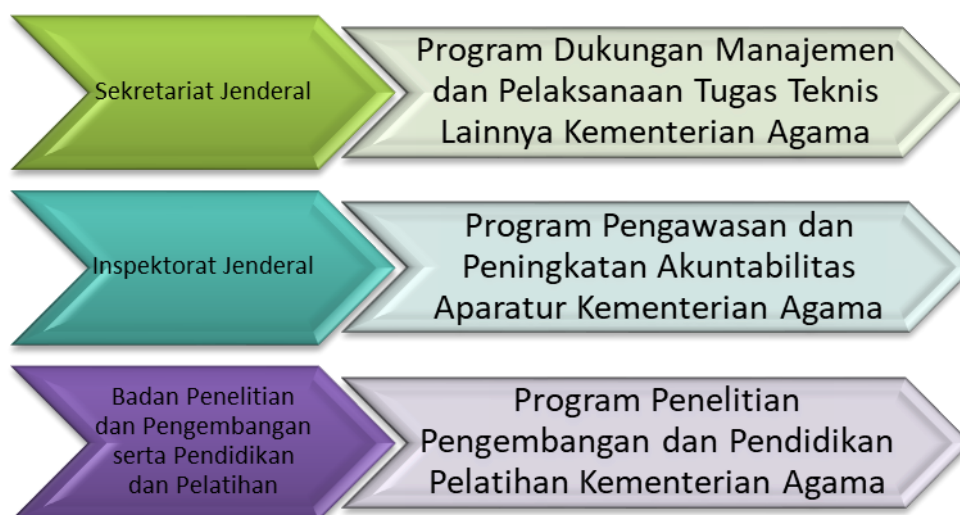 Sekretariat Jenderal
Program Dukungan Manajemen
dan Pelaksanaan Tugas Teknis
Lainnya Kementerian Agama
Inspektorat Jenderal
Program Pengawasan dan
Peningkatan Akuntabilitas
Aparatur Kementerian Agama
Badan Penelitian
dan Pengembangan
serta Pendidikan
dan Pelatihan
Program Penelitian
Pengembangan dan Pendidikan
Pelatihan Kementerian Agama